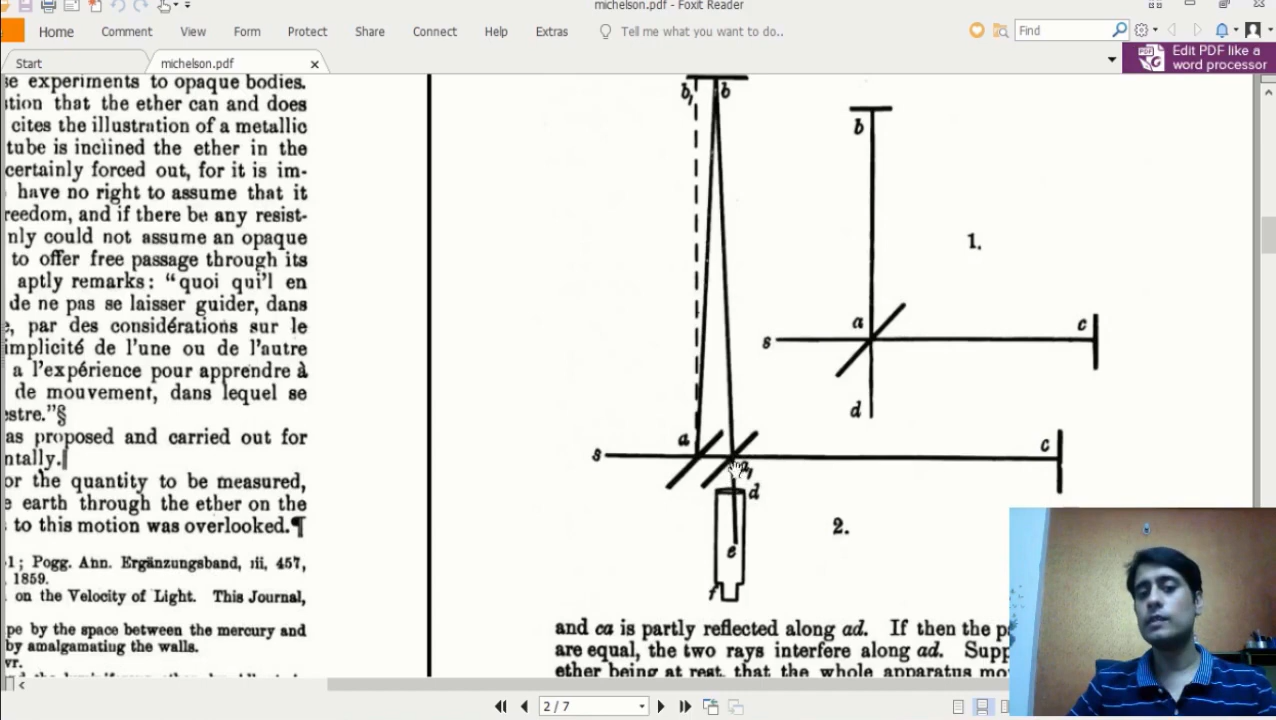 michelson.pdf - Foxit Reader
Home Comment View Form Protect Share Connect Help Extras Tell me what you want to do.. Find
Start michelson.pdf
Edit PDF like a
word processor
se experiments to opaque bodies.
tion that the ether can and does
cites the illustration of a metallic
tube is inclined the ether in the
certainly forced out, for it is im-
have no right to assume that it
reedom, and if there be any resist-
nly could not assume an opaque
to offer free passage through its
aptly remarks: "quoi qui'l en
de ne pas se laisser guider, dans
e, par des considérations sur le
implicité de l'une ou de l'autre
a l'expérience pour apprendre à
de mouvement, dans lequel se
estre."§
as proposed and carried out for
ntally.‖
or the quantity to be measured,
e earth through the ether on the
s to this motion was overlooked.¶
1; Pogg. Ann. Ergänzungsband, iii, 457,
1859.
on the Velocity of Light. This Journal,
pe by the space between the mercury and
by amalgamating the walls.
vr.
b, b
b
1.
a c
s
d
a c
s
a,
d
2.
e
f
and ca is partly reflected along ad. If then the p
are equal, the two rays interfere along ad. Supp
ether being at rest, that the whole apparatus mo
2 / 7